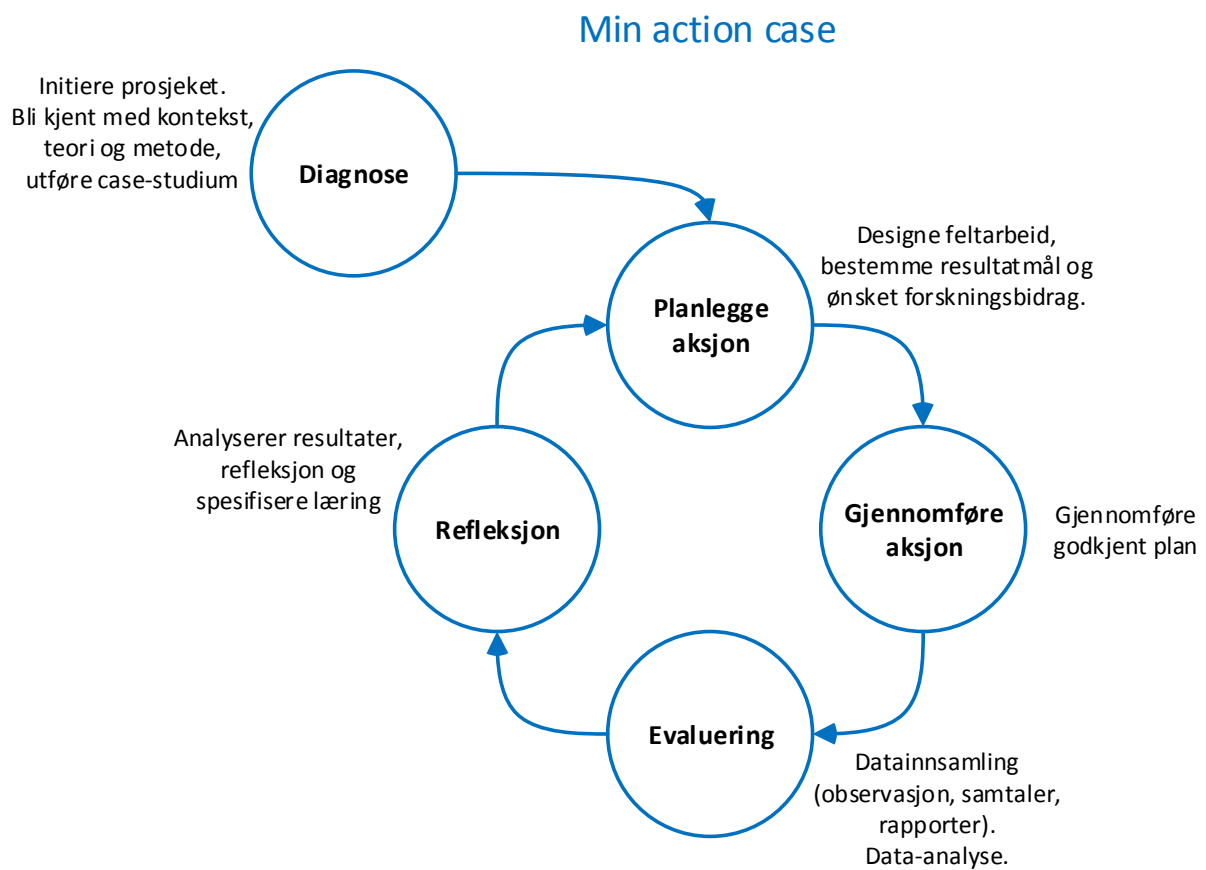 Min action case
Initiere prosjeket.
Bli kjent med kontekst,
teori og metode,
utføre case-studium
Diagnose
Designe feltarbeid,
bestemme resultatmål og
ønsket forskningsbidrag.
Planlegge
aksjon
Analyserer resultater,
refleksjon og
spesifisere læring
Refleksjon
Gjennomføre
aksjon
Gjennomføre
godkjent plan
Evaluering
Datainnsamling
(observasjon, samtaler,
rapporter).
Data-analyse.